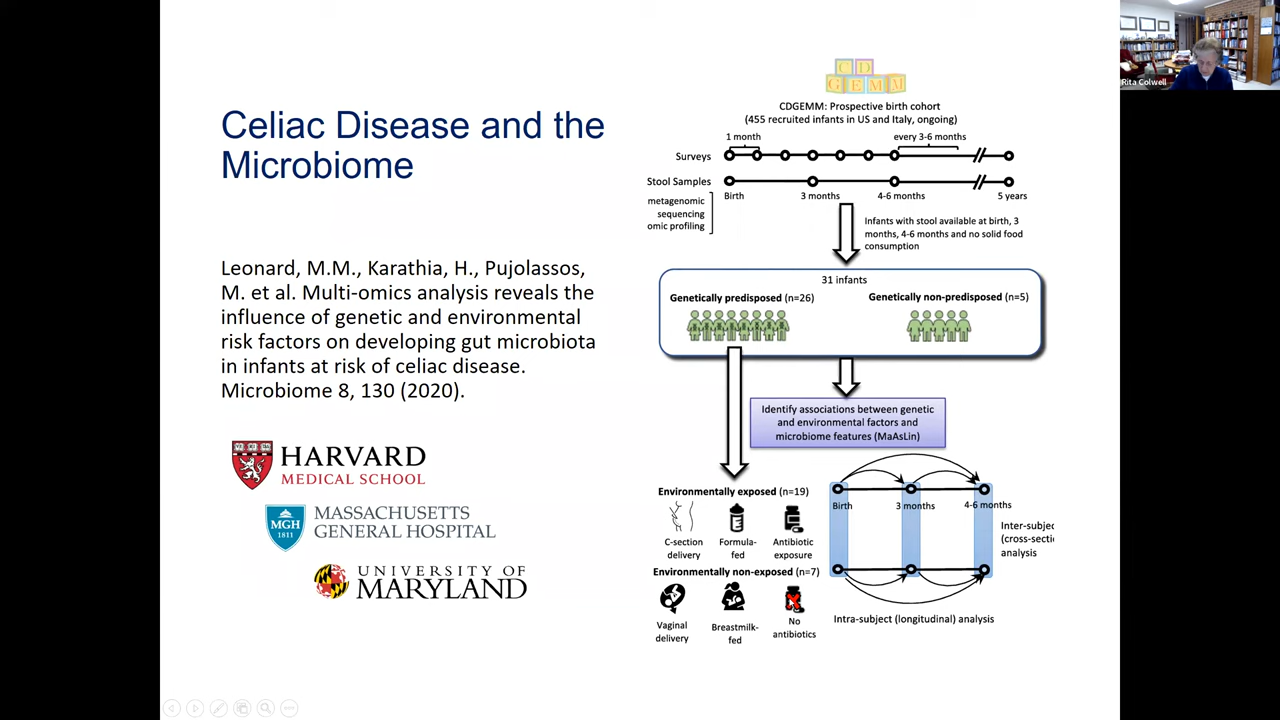 Celiac Disease and the
Microbiome
Leonard, M.M., Karathia, H., Pujolassos,
M. et al. Multi-omics analysis reveals the
influence of genetic and environmental
risk factors on developing gut microbiota
in infants at risk of celiac disease.
Microbiome 8, 130 (2020).
HARVARD
MEDICAL SCHOOL
MGH
1811
MASSACHUSETTS
GENERAL HOSPITAL
UNIVERSITY OF
MARYLAND
C D
G E M M
CDGEMM: Prospective birth cohort
(455 recruited infants in US and Italy, ongoing)
1 month
every 3-6 months
Surveys
Stool Samples
Birth
3 months
4-6 months
5 years
metagenomic
sequencing
omic profiling
Infants with stool available at birth, 3
months, 4-6 months and no solid food
consumption
31 infants
Genetically predisposed (n=26)
Genetically non-predisposed (n=5)
Identify associations between genetic
and environmental factors and
microbiome features (MaAsLin)
Environmentally exposed (n=19)
C-section
delivery
Formula-
fed
Antibiotic
exposure
Environmentally non-exposed (n=7)
Vaginal
delivery
Breastmilk-
fed
No
antibiotics
Birth
3 months
4-6 months
Inter-subjec
(cross-secti
analysis
Intra-subject (longitudinal) analysis
Rita Colwell